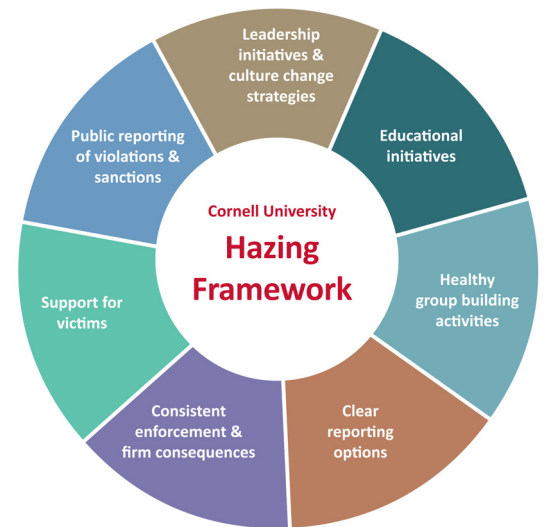 Leadership
initiatives &
culture change
strategies
Educational
initiatives
Healthy
group building
activities
Clear
reporting
options
Consistent
enforcement &
firm consequences
Support for
victims
Public reporting
of violations &
sanctions
Cornell University
Hazing
Framework